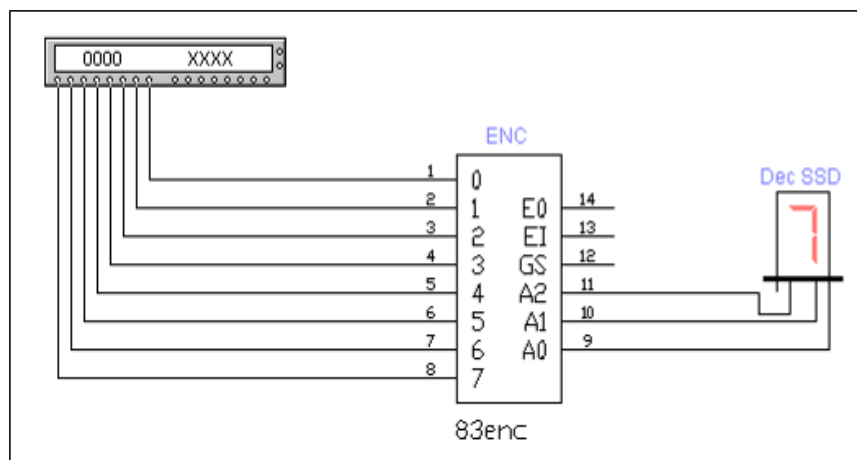 0000 XXXX
ENC
Dec SSD
1 0
2 1 EO 14
3 2 EI 13
4 3 GS 12
5 4 A2 11
6 5 A1 10
7 6 A0 9
8 7
7
83enc